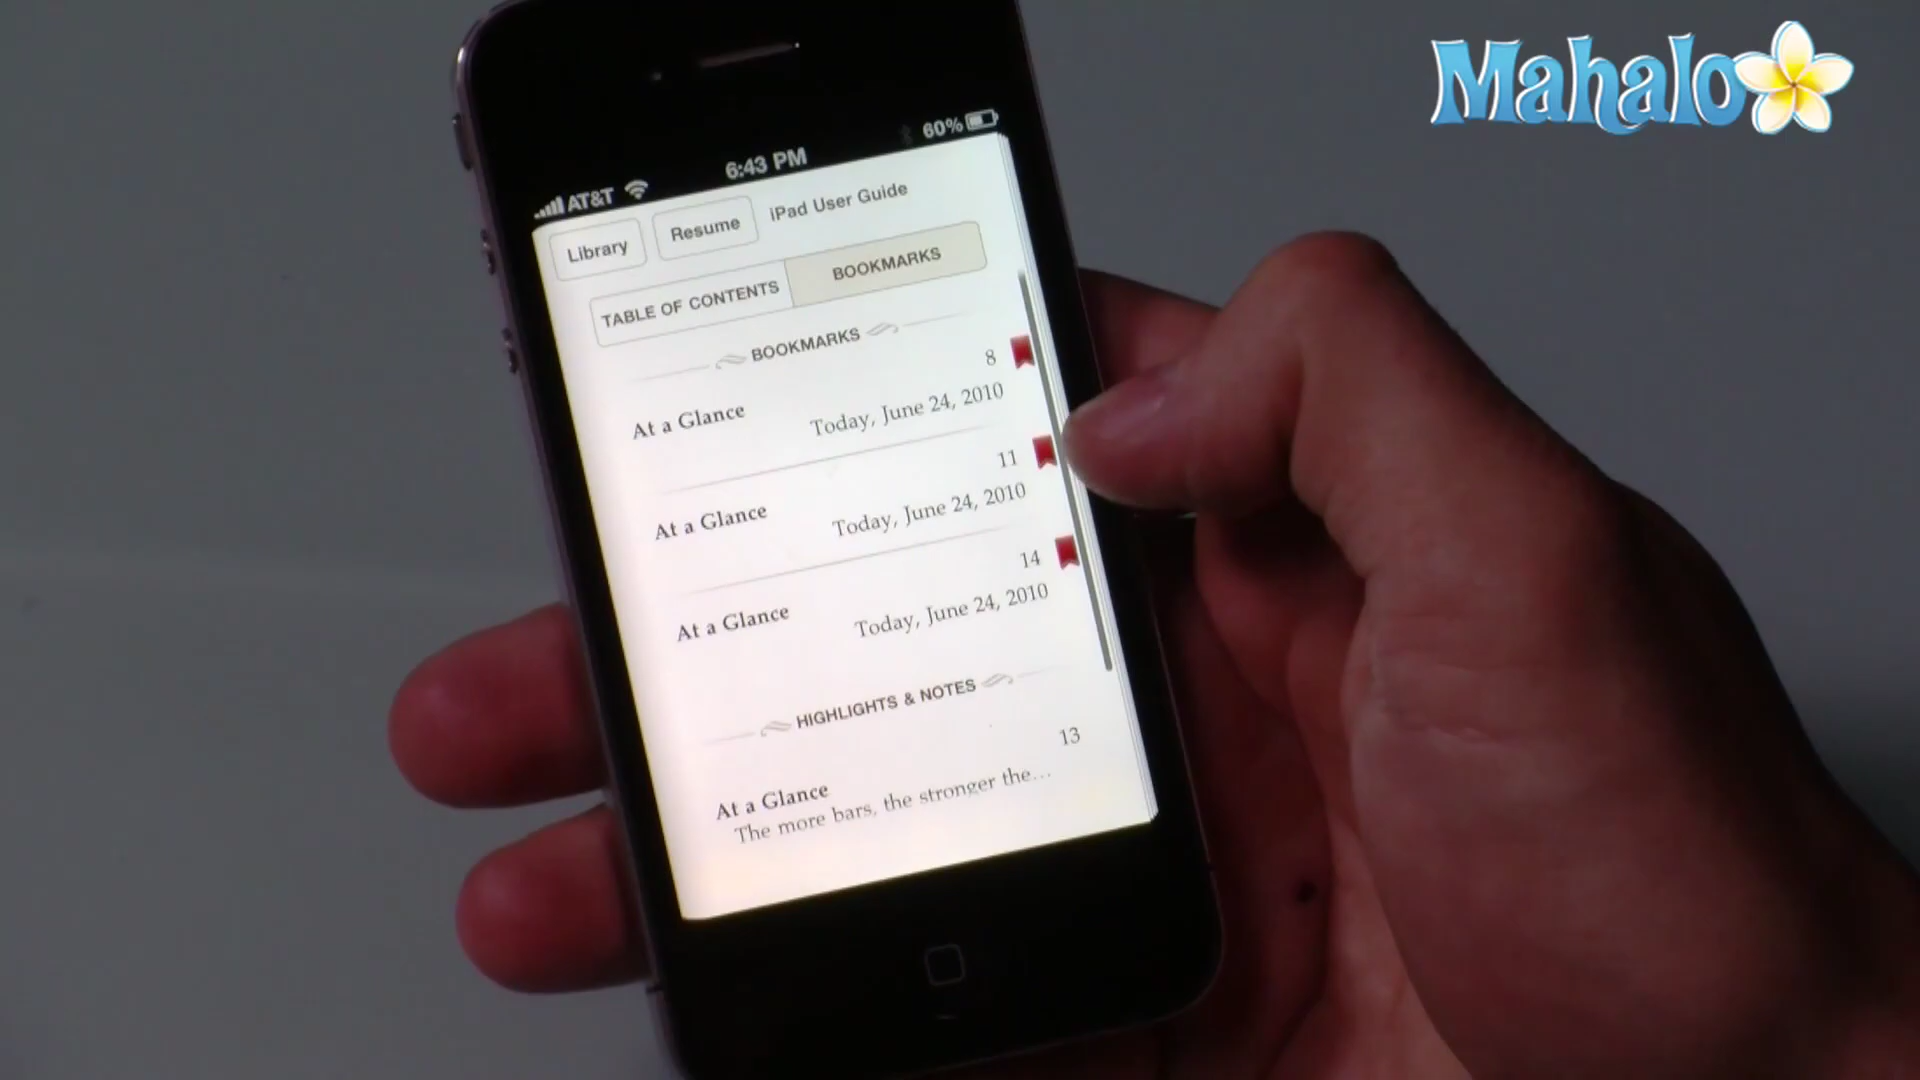 Mahalo
AT&T 6:43 PM 60%
Library Resume iPad User Guide
TABLE OF CONTENTS BOOKMARKS
BOOKMARKS
8
At a Glance Today, June 24, 2010
11
At a Glance Today, June 24, 2010
14
At a Glance Today, June 24, 2010
HIGHLIGHTS & NOTES
13
At a Glance
The more bars, the stronger the...